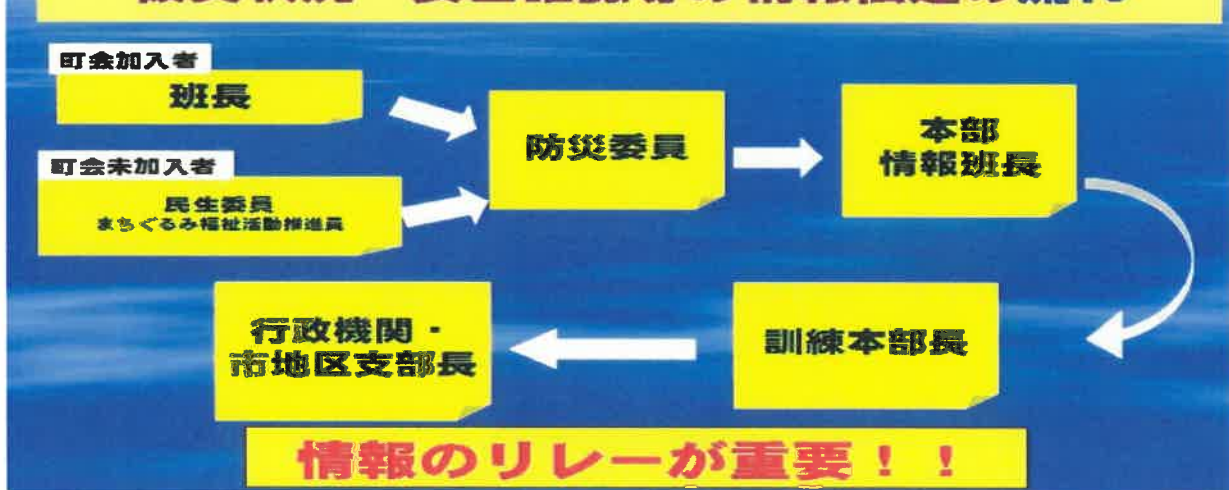 町会加入者
班長
町会未加入者
民生委員
まちぐるみ福祉活動推進員
防災委員
本部
情報班長
訓練本部長
行政機関・
市地区支部長
情報のリレーが重要！！